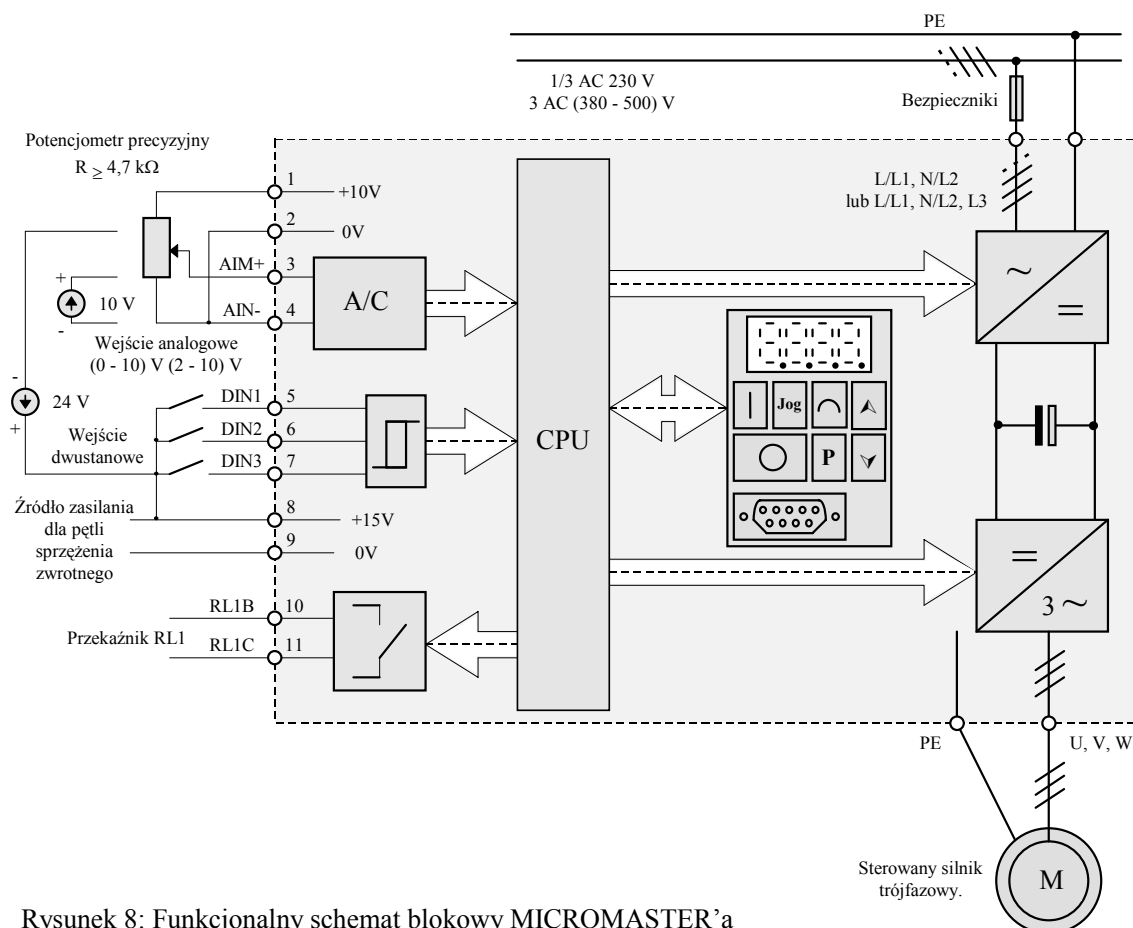 PE
1/3 AC 230 V
3 AC (380 - 500) V
Bezpieczniki
Potencjometr precyzyjny
R ≥ 4,7 kΩ
L/L1, N/L2
lub L/L1, N/L2, L3
1
+10V
2
0V
AIM+
3
+
10 V
-
A/C
AIN-
4
Wejście analogowe
(0 - 10) V (2 - 10) V
~
=
-
24 V
+
DIN1
5
DIN2
6
DIN3
7
Wejście
dwustanowe
CPU
Jog
P
Źródło zasilania
dla pętli
sprzężenia
zwrotnego
8
+15V
9
0V
=
3 ~
RL1B
10
Przekaźnik RL1
RL1C
11
PE
U, V, W
Sterowany silnik
trójfazowy.
M
Rysunek 8: Funkcjonalny schemat blokowy MICROMASTER'a